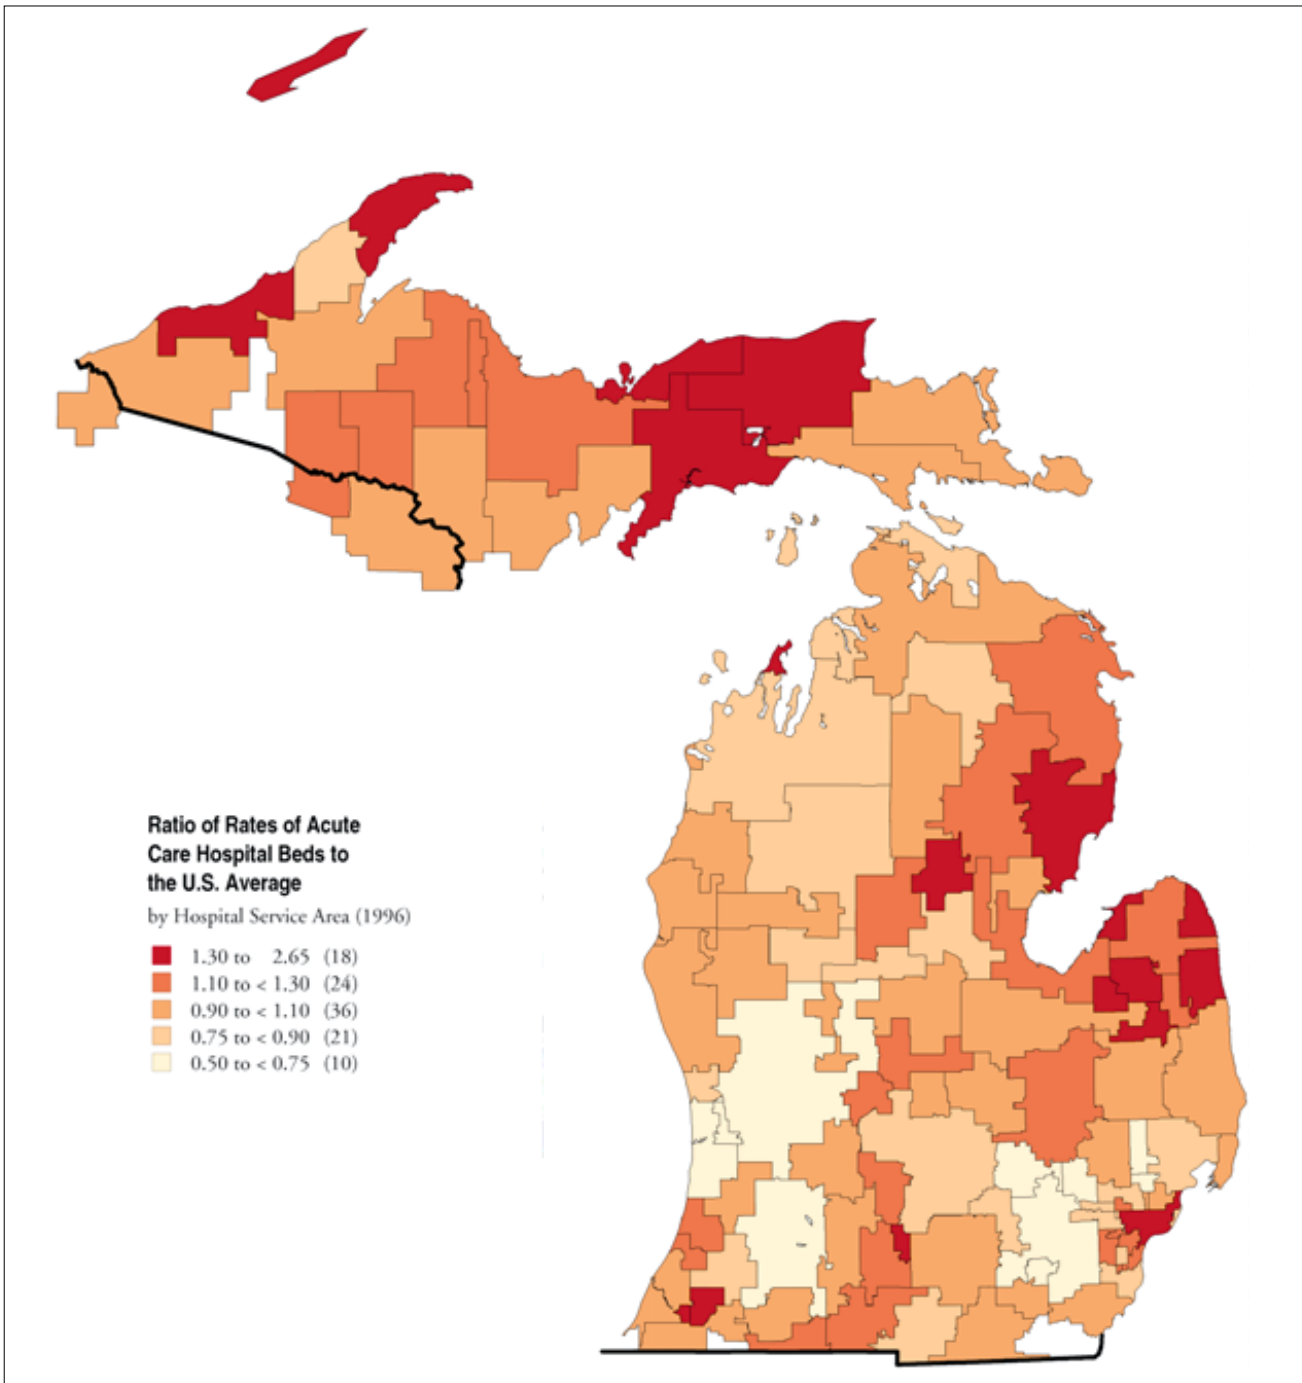 Ratio of Rates of Acute
Care Hospital Beds to
the U.S. Average
by Hospital Service Area (1996)
1.30 to 2.65 (18)
1.10 to < 1.30 (24)
0.90 to < 1.10 (36)
0.75 to < 0.90 (21)
0.50 to < 0.75 (10)